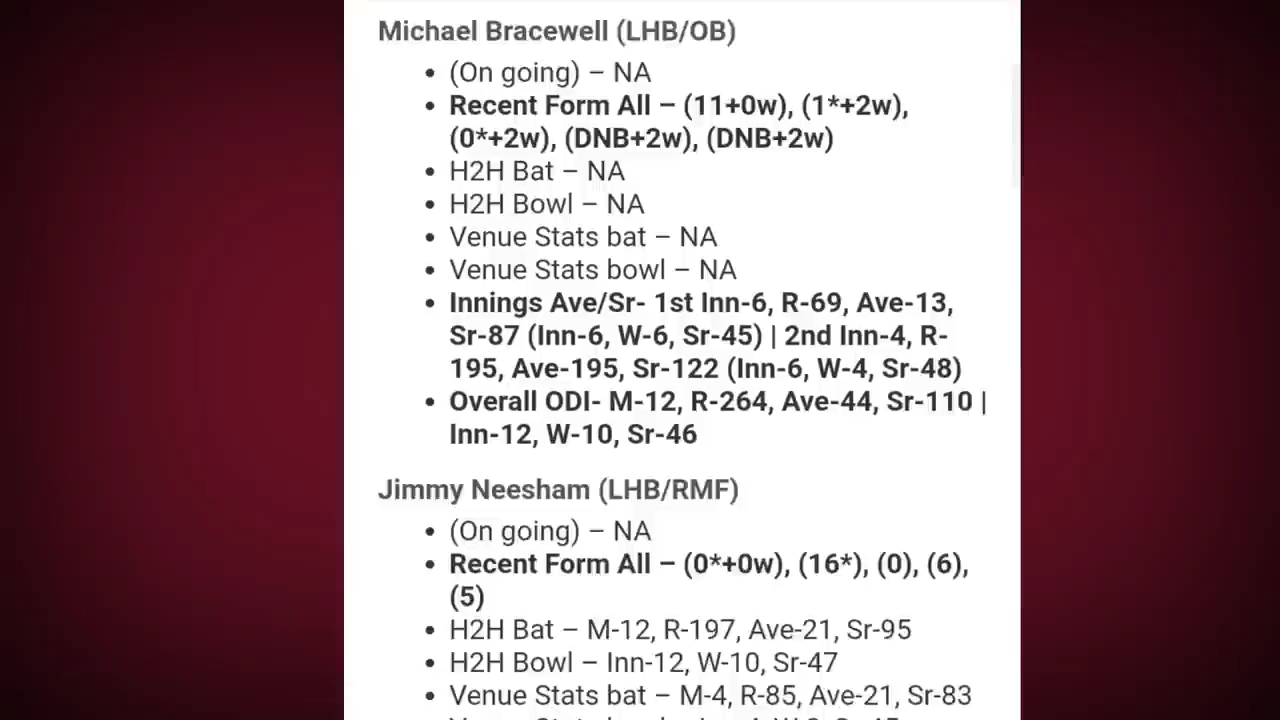 Michael Bracewell (LHB/OB)
• (On going) – NA
• Recent Form All – (11+0w), (1*+2w),
(0*+2w), (DNB+2w), (DNB+2w)
• H2H Bat – NA
• H2H Bowl – NA
• Venue Stats bat – NA
• Venue Stats bowl – NA
• Innings Ave/Sr- 1st Inn-6, R-69, Ave-13,
Sr-87 (Inn-6, W-6, Sr-45) | 2nd Inn-4, R-
195, Ave-195, Sr-122 (Inn-6, W-4, Sr-48)
• Overall ODI- M-12, R-264, Ave-44, Sr-110 |
Inn-12, W-10, Sr-46
Jimmy Neesham (LHB/RMF)
• (On going) – NA
• Recent Form All – (0*+0w), (16*), (0), (6),
(5)
• H2H Bat – M-12, R-197, Ave-21, Sr-95
• H2H Bowl – Inn-12, W-10, Sr-47
• Venue Stats bat – M-4, R-85, Ave-21, Sr-83